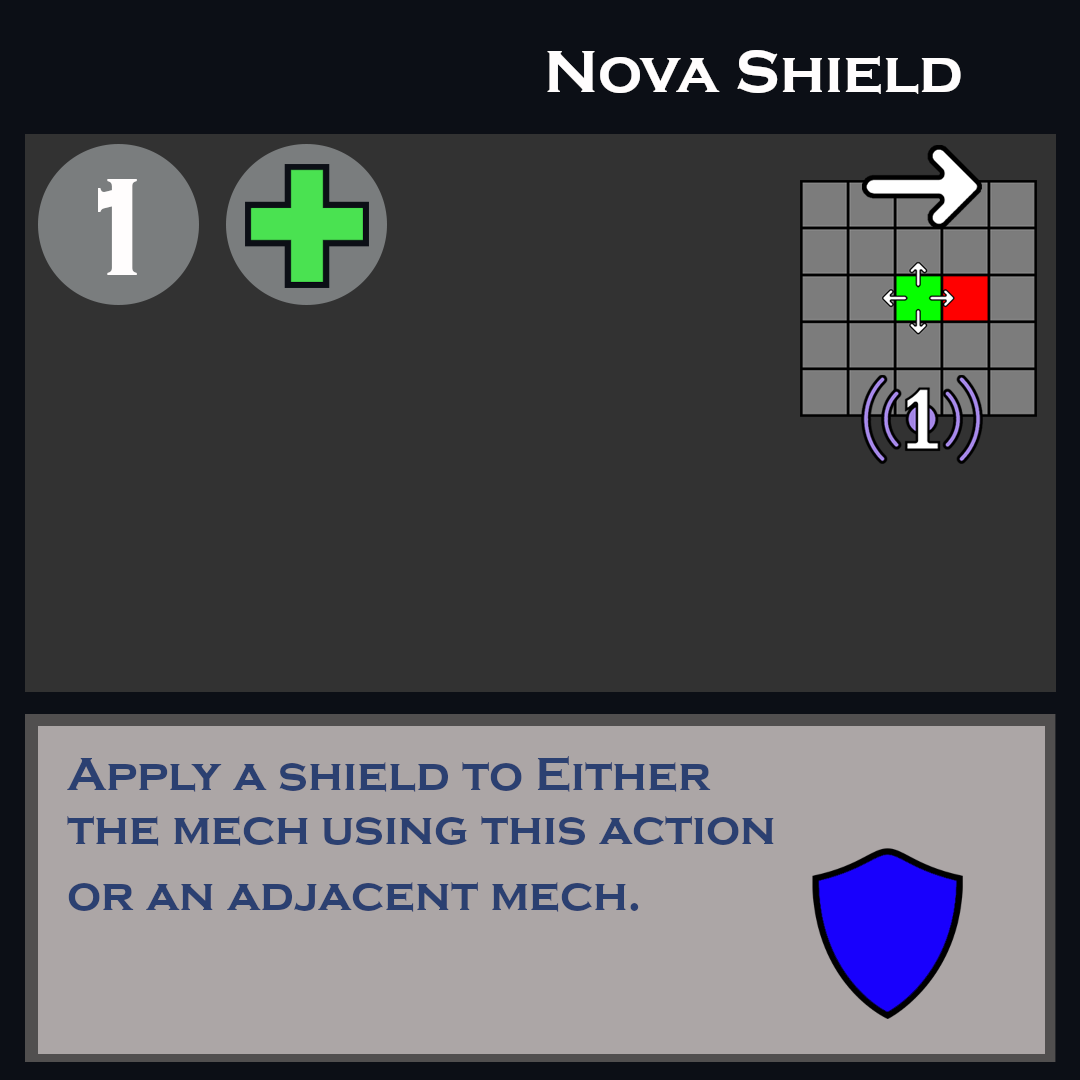 Nova Shield
1
1
Apply a shield to Either
the mech using this action
or an adjacent mech.